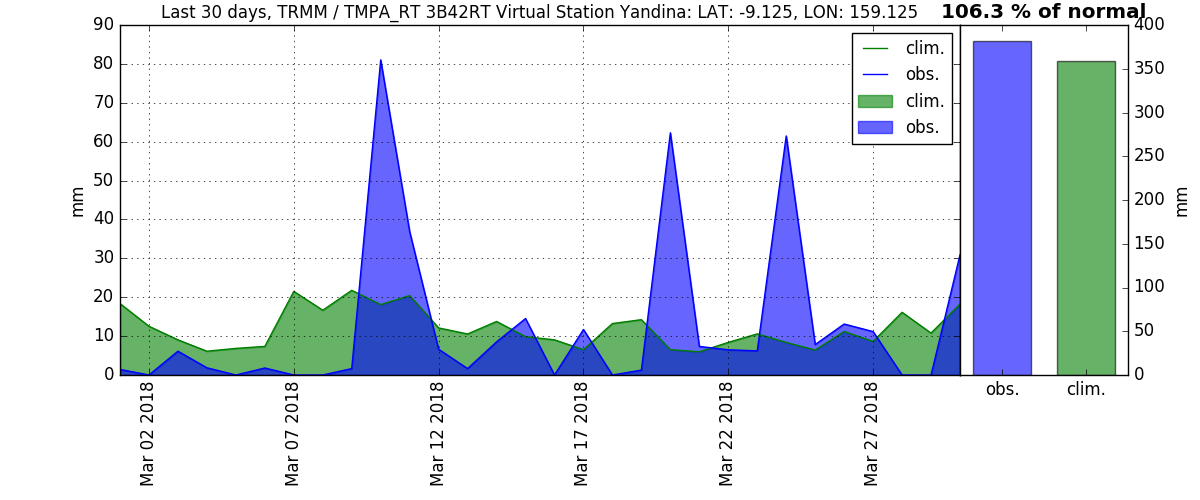 Last 30 days, TRMM / TMPA_RT 3B42RT Virtual Station Yandina: LAT: -9.125, LON: 159.125
106.3 % of normal
90
80
70
60
50
40
30
20
10
0
mm
clim.
obs.
clim.
obs.
Mar 02 2018
Mar 07 2018
Mar 12 2018
Mar 17 2018
Mar 22 2018
Mar 27 2018
400
350
300
250
200
150
100
50
0
mm
obs.
clim.